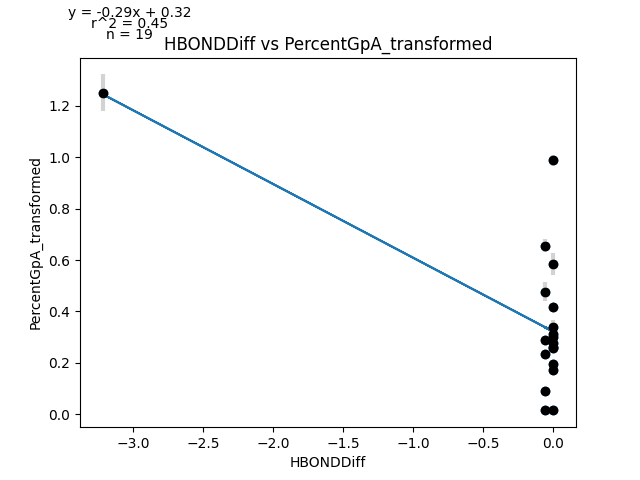 y = -0.29x + 0.32
r^2 = 0.45
n = 19
HBONDDiff vs PercentGpA_transformed
PercentGpA_transformed
1.2
1.0
0.8
0.6
0.4
0.2
0.0
−3.0 −2.5 −2.0 −1.5 −1.0 −0.5 0.0
HBONDDiff